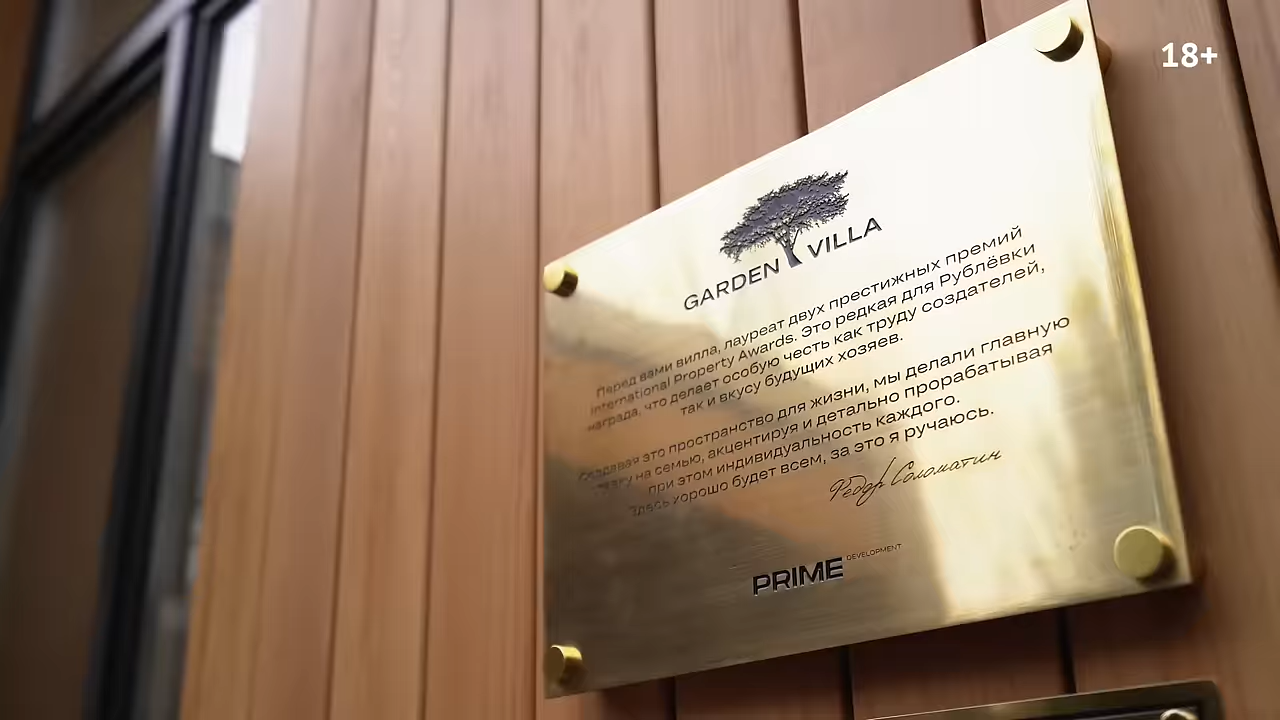 18+
GARDEN VILLA
Перед вами вилла, лауреат двух престижных премий
International Property Awards. Это редкая для Рублёвки
награда, что делает особую честь как труду создателей,
так и вкусу будущих хозяев.
Создавая это пространство для жизни, мы делали главную
на семью, акцентируя и детально прорабатывая
при этом индивидуальность каждого.
Здесь хорошо будет всем, за это я ручаюсь.
Федор Соломатин
PRIME DEVELOPMENT